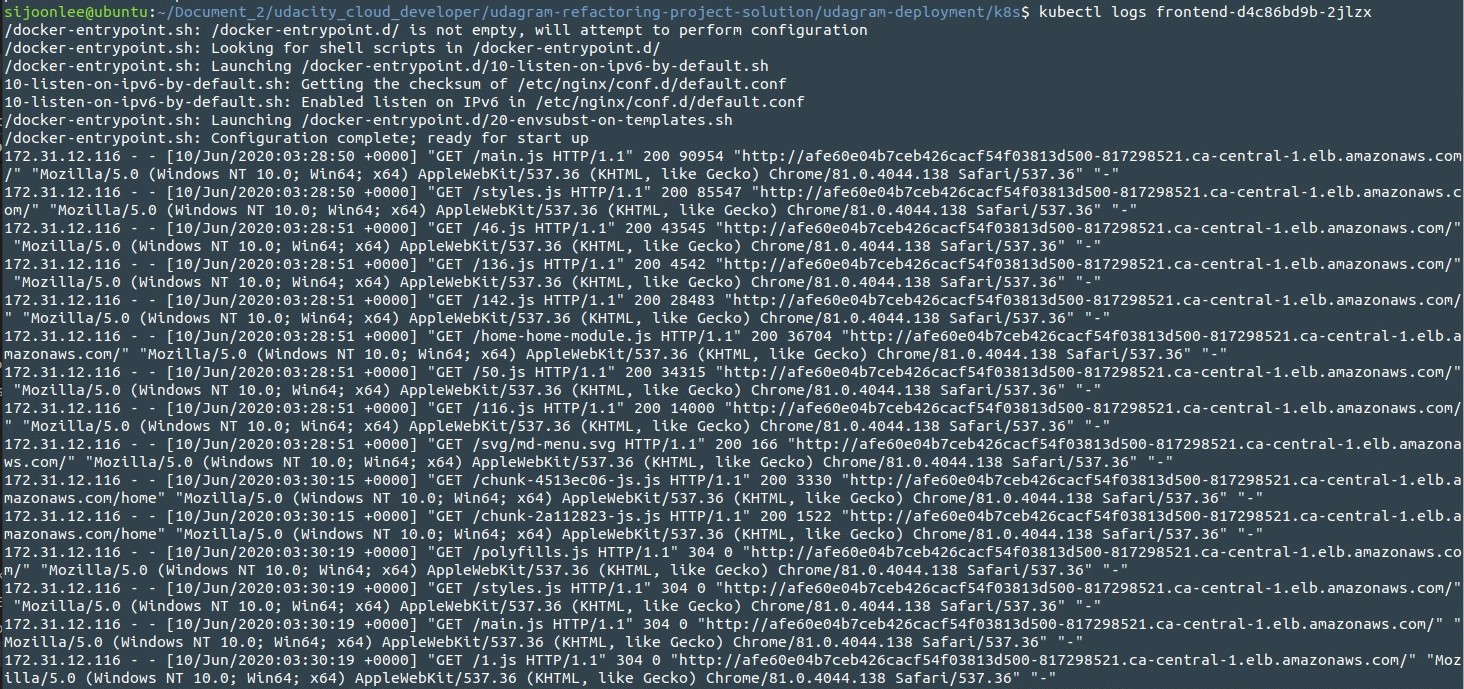 sijoonlee@ubuntu:~/Document_2/udacity_cloud_developer/udagram-refactoring-project-solution/udagram-deployment/k8s$ kubectl logs frontend-d4c86bd9b-2jlzx
/docker-entrypoint.sh: /docker-entrypoint.d/ is not empty, will attempt to perform configuration
/docker-entrypoint.sh: Looking for shell scripts in /docker-entrypoint.d/
/docker-entrypoint.sh: Launching /docker-entrypoint.d/10-listen-on-ipv6-by-default.sh
10-listen-on-ipv6-by-default.sh: Getting the checksum of /etc/nginx/conf.d/default.conf
10-listen-on-ipv6-by-default.sh: Enabled listen on IPv6 in /etc/nginx/conf.d/default.conf
/docker-entrypoint.sh: Launching /docker-entrypoint.d/20-envsubst-on-templates.sh
/docker-entrypoint.sh: Configuration complete; ready for start up
172.31.12.116 - - [10/Jun/2020:03:28:50 +0000] "GET /main.js HTTP/1.1" 200 90954 "http://afe60e04b7ceb426cacf54f03813d500-817298521.ca-central-1.elb.amazonaws.com
/" "Mozilla/5.0 (Windows NT 10.0; Win64; x64) AppleWebKit/537.36 (KHTML, like Gecko) Chrome/81.0.4044.138 Safari/537.36" "-"
172.31.12.116 - - [10/Jun/2020:03:28:50 +0000] "GET /styles.js HTTP/1.1" 200 85547 "http://afe60e04b7ceb426cacf54f03813d500-817298521.ca-central-1.elb.amazonaws.c
om/" "Mozilla/5.0 (Windows NT 10.0; Win64; x64) AppleWebKit/537.36 (KHTML, like Gecko) Chrome/81.0.4044.138 Safari/537.36" "-"
172.31.12.116 - - [10/Jun/2020:03:28:51 +0000] "GET /46.js HTTP/1.1" 200 43545 "http://afe60e04b7ceb426cacf54f03813d500-817298521.ca-central-1.elb.amazonaws.com/"
 "Mozilla/5.0 (Windows NT 10.0; Win64; x64) AppleWebKit/537.36 (KHTML, like Gecko) Chrome/81.0.4044.138 Safari/537.36" "-"
172.31.12.116 - - [10/Jun/2020:03:28:51 +0000] "GET /136.js HTTP/1.1" 200 4542 "http://afe60e04b7ceb426cacf54f03813d500-817298521.ca-central-1.elb.amazonaws.com/"
 "Mozilla/5.0 (Windows NT 10.0; Win64; x64) AppleWebKit/537.36 (KHTML, like Gecko) Chrome/81.0.4044.138 Safari/537.36" "-"
172.31.12.116 - - [10/Jun/2020:03:28:51 +0000] "GET /142.js HTTP/1.1" 200 28483 "http://afe60e04b7ceb426cacf54f03813d500-817298521.ca-central-1.elb.amazonaws.com/
" "Mozilla/5.0 (Windows NT 10.0; Win64; x64) AppleWebKit/537.36 (KHTML, like Gecko) Chrome/81.0.4044.138 Safari/537.36" "-"
172.31.12.116 - - [10/Jun/2020:03:28:51 +0000] "GET /home-home-module.js HTTP/1.1" 200 36704 "http://afe60e04b7ceb426cacf54f03813d500-817298521.ca-central-1.elb.a
mazonaws.com/" "Mozilla/5.0 (Windows NT 10.0; Win64; x64) AppleWebKit/537.36 (KHTML, like Gecko) Chrome/81.0.4044.138 Safari/537.36" "-"
172.31.12.116 - - [10/Jun/2020:03:28:51 +0000] "GET /50.js HTTP/1.1" 200 34315 "http://afe60e04b7ceb426cacf54f03813d500-817298521.ca-central-1.elb.amazonaws.com/"
 "Mozilla/5.0 (Windows NT 10.0; Win64; x64) AppleWebKit/537.36 (KHTML, like Gecko) Chrome/81.0.4044.138 Safari/537.36" "-"
172.31.12.116 - - [10/Jun/2020:03:28:51 +0000] "GET /116.js HTTP/1.1" 200 14000 "http://afe60e04b7ceb426cacf54f03813d500-817298521.ca-central-1.elb.amazonaws.com/
" "Mozilla/5.0 (Windows NT 10.0; Win64; x64) AppleWebKit/537.36 (KHTML, like Gecko) Chrome/81.0.4044.138 Safari/537.36" "-"
172.31.12.116 - - [10/Jun/2020:03:28:51 +0000] "GET /svg/md-menu.svg HTTP/1.1" 200 166 "http://afe60e04b7ceb426cacf54f03813d500-817298521.ca-central-1.elb.amazona
ws.com/" "Mozilla/5.0 (Windows NT 10.0; Win64; x64) AppleWebKit/537.36 (KHTML, like Gecko) Chrome/81.0.4044.138 Safari/537.36" "-"
172.31.12.116 - - [10/Jun/2020:03:30:15 +0000] "GET /chunk-4513ec06-js.js HTTP/1.1" 200 3330 "http://afe60e04b7ceb426cacf54f03813d500-817298521.ca-central-1.elb.a
mazonaws.com/home" "Mozilla/5.0 (Windows NT 10.0; Win64; x64) AppleWebKit/537.36 (KHTML, like Gecko) Chrome/81.0.4044.138 Safari/537.36" "-"
172.31.12.116 - - [10/Jun/2020:03:30:15 +0000] "GET /chunk-2a112823-js.js HTTP/1.1" 200 1522 "http://afe60e04b7ceb426cacf54f03813d500-817298521.ca-central-1.elb.a
mazonaws.com/home" "Mozilla/5.0 (Windows NT 10.0; Win64; x64) AppleWebKit/537.36 (KHTML, like Gecko) Chrome/81.0.4044.138 Safari/537.36" "-"
172.31.12.116 - - [10/Jun/2020:03:30:19 +0000] "GET /polyfills.js HTTP/1.1" 304 0 "http://afe60e04b7ceb426cacf54f03813d500-817298521.ca-central-1.elb.amazonaws.co
m/" "Mozilla/5.0 (Windows NT 10.0; Win64; x64) AppleWebKit/537.36 (KHTML, like Gecko) Chrome/81.0.4044.138 Safari/537.36" "-"
172.31.12.116 - - [10/Jun/2020:03:30:19 +0000] "GET /styles.js HTTP/1.1" 304 0 "http://afe60e04b7ceb426cacf54f03813d500-817298521.ca-central-1.elb.amazonaws.com/"
 "Mozilla/5.0 (Windows NT 10.0; Win64; x64) AppleWebKit/537.36 (KHTML, like Gecko) Chrome/81.0.4044.138 Safari/537.36" "-"
172.31.12.116 - - [10/Jun/2020:03:30:19 +0000] "GET /main.js HTTP/1.1" 304 0 "http://afe60e04b7ceb426cacf54f03813d500-817298521.ca-central-1.elb.amazonaws.com/" "
Mozilla/5.0 (Windows NT 10.0; Win64; x64) AppleWebKit/537.36 (KHTML, like Gecko) Chrome/81.0.4044.138 Safari/537.36" "-"
172.31.12.116 - - [10/Jun/2020:03:30:19 +0000] "GET /1.js HTTP/1.1" 304 0 "http://afe60e04b7ceb426cacf54f03813d500-817298521.ca-central-1.elb.amazonaws.com/" "Moz
illa/5.0 (Windows NT 10.0; Win64; x64) AppleWebKit/537.36 (KHTML, like Gecko) Chrome/81.0.4044.138 Safari/537.36" "-"